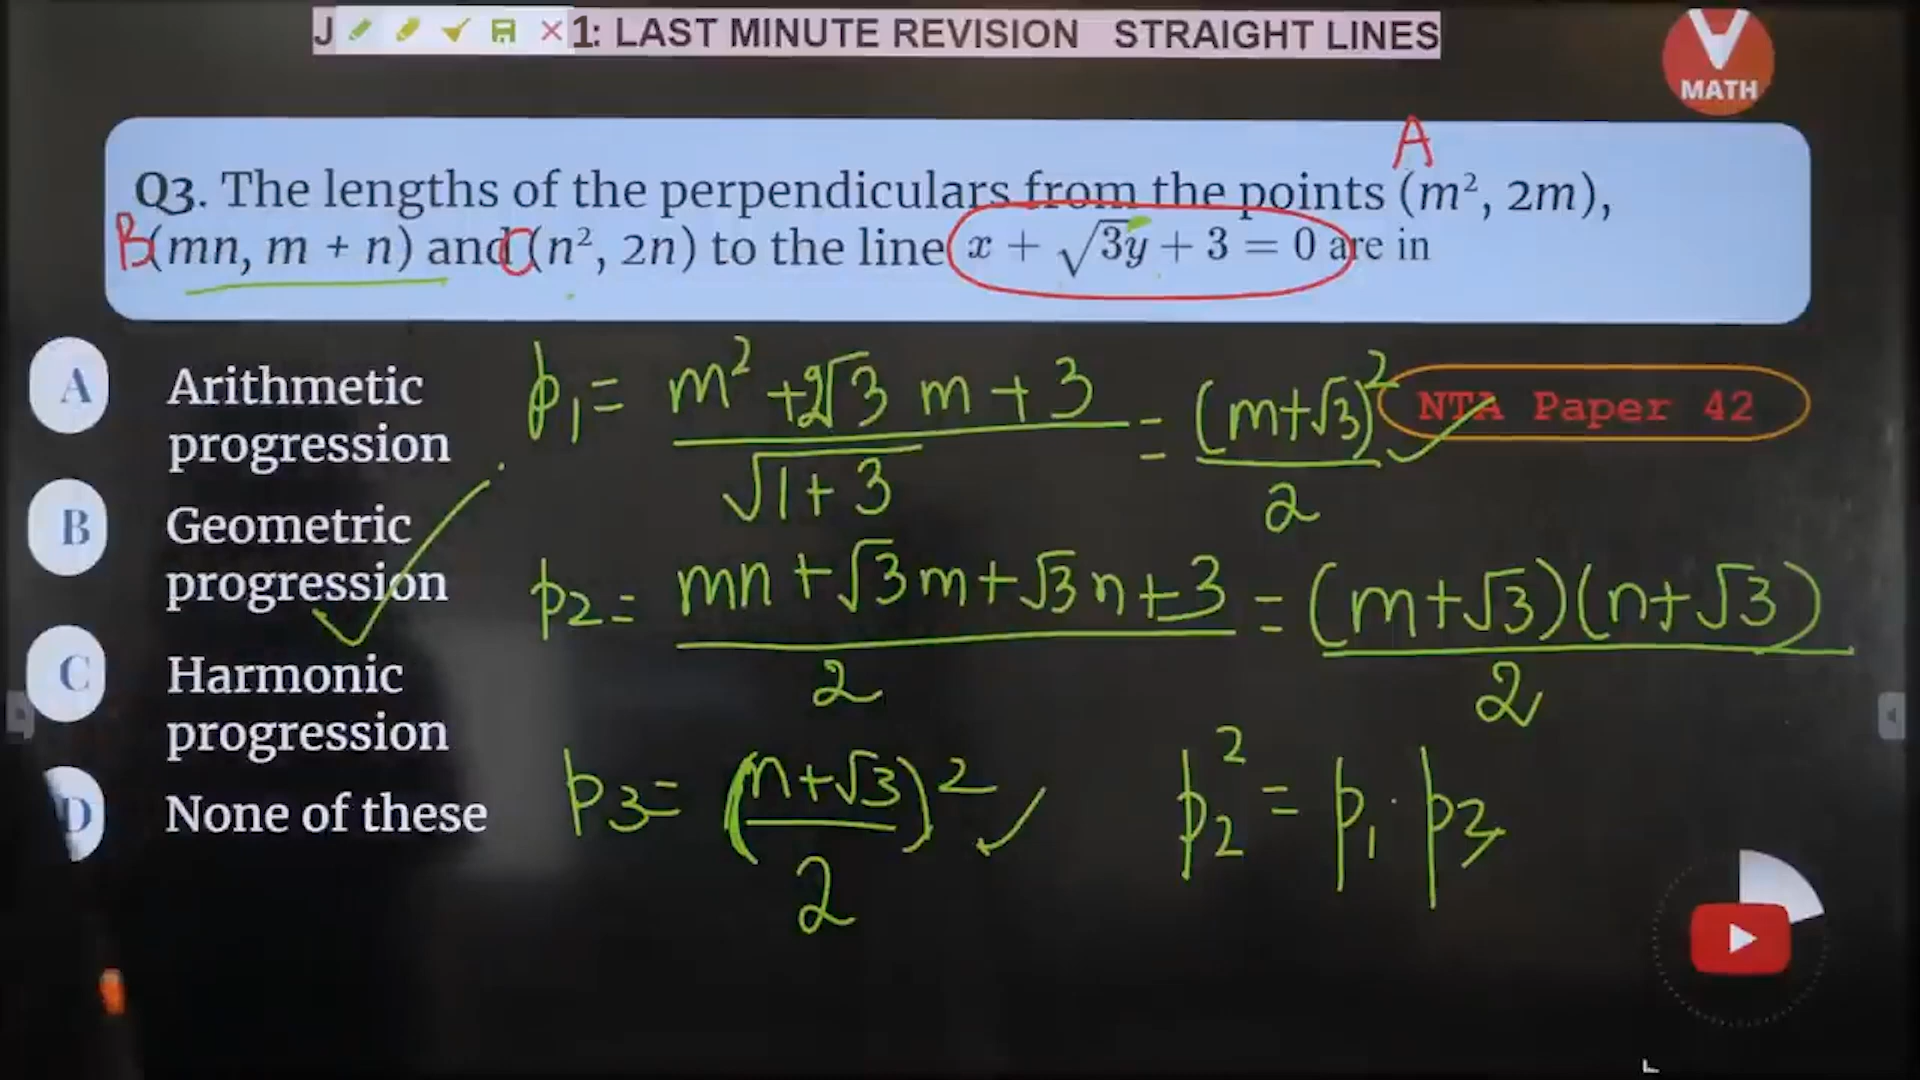 J 1: LAST MINUTE REVISION STRAIGHT LINES
MATH
A
Q3. The lengths of the perpendiculars from the points (m², 2m),
B (mn, m + n) and C (n², 2n) to the line x + √3y + 3 = 0 are in
A Arithmetic
progression
B Geometric
progression
C Harmonic
progression
D None of these
NTA Paper 42
p₁ = (m² + 2√3 m + 3)/√(1+3) = (m+√3)²/2
p₂ = (mn + √3m + √3n + 3)/2 = (m+√3)(n+√3)/2
p₃ = (n+√3)²/2
p₂² = p₁ · p₃